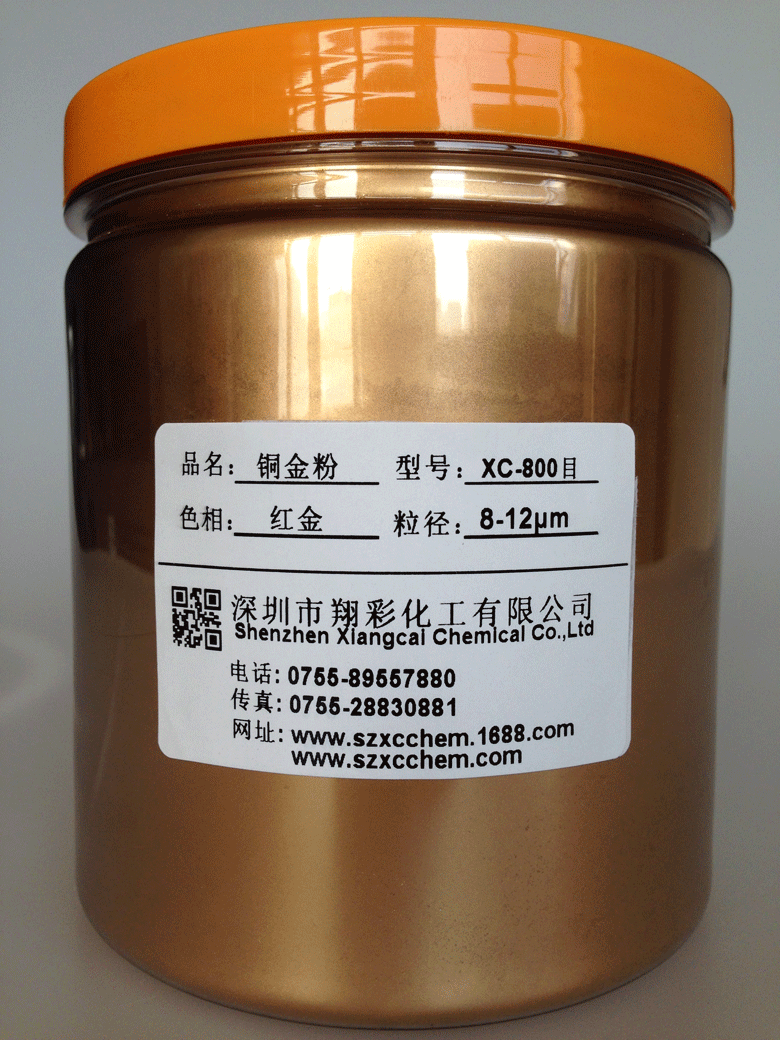 品名：铜金粉 型号：XC-800目
色相：红金 粒径：8-12μm
深圳市翔彩化工有限公司
Shenzhen Xiangcai Chemical Co.,Ltd
电话：0755-89557880
传真：0755-28830881
网址：www.szxcchem.1688.com
www.szxcchem.com